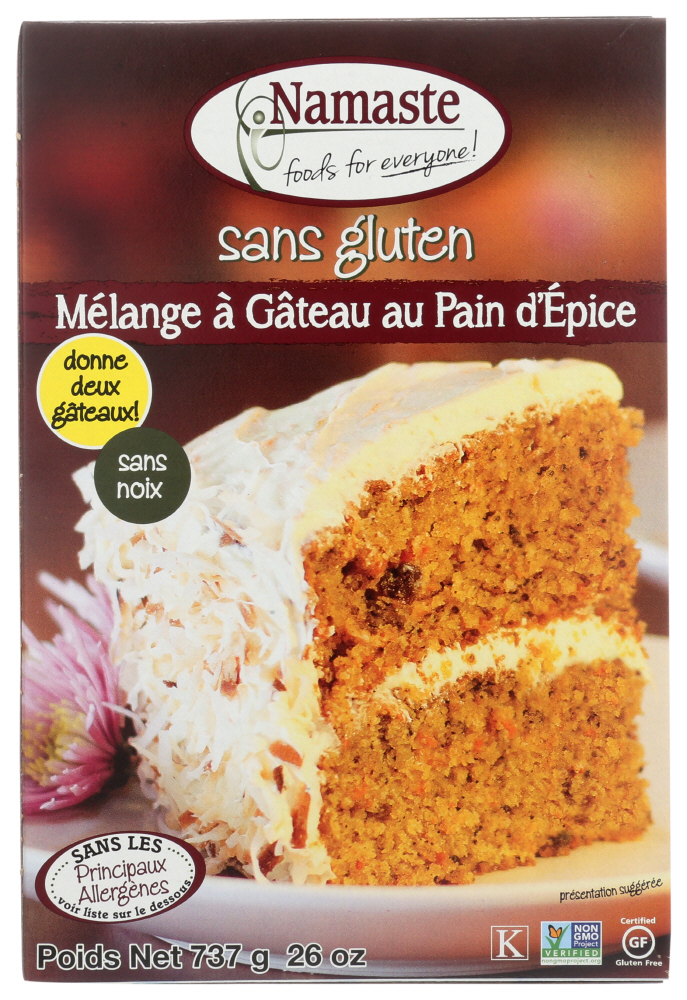 Namaste
foods for everyone!
sans gluten
Mélange à Gâteau au Pain d'Épice
donne
deux
gâteaux!
sans
noix
SANS LES
Principaux
Allergènes
voir liste sur le dessous
présentation suggérée
Poids Net 737 g 26 oz
K
NON
GMO
Project
VERIFIED
nongmoproject.org
Certified
GF
Gluten Free